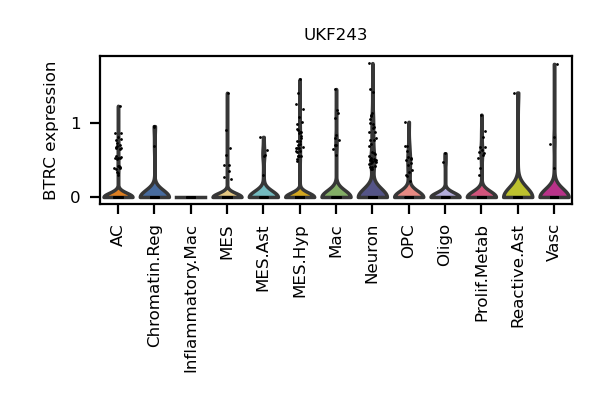 UKF243
BTRC expression
1
0
AC
Chromatin.Reg
Inflammatory.Mac
MES
MES.Ast
MES.Hyp
Mac
Neuron
OPC
Oligo
Prolif.Metab
Reactive.Ast
Vasc